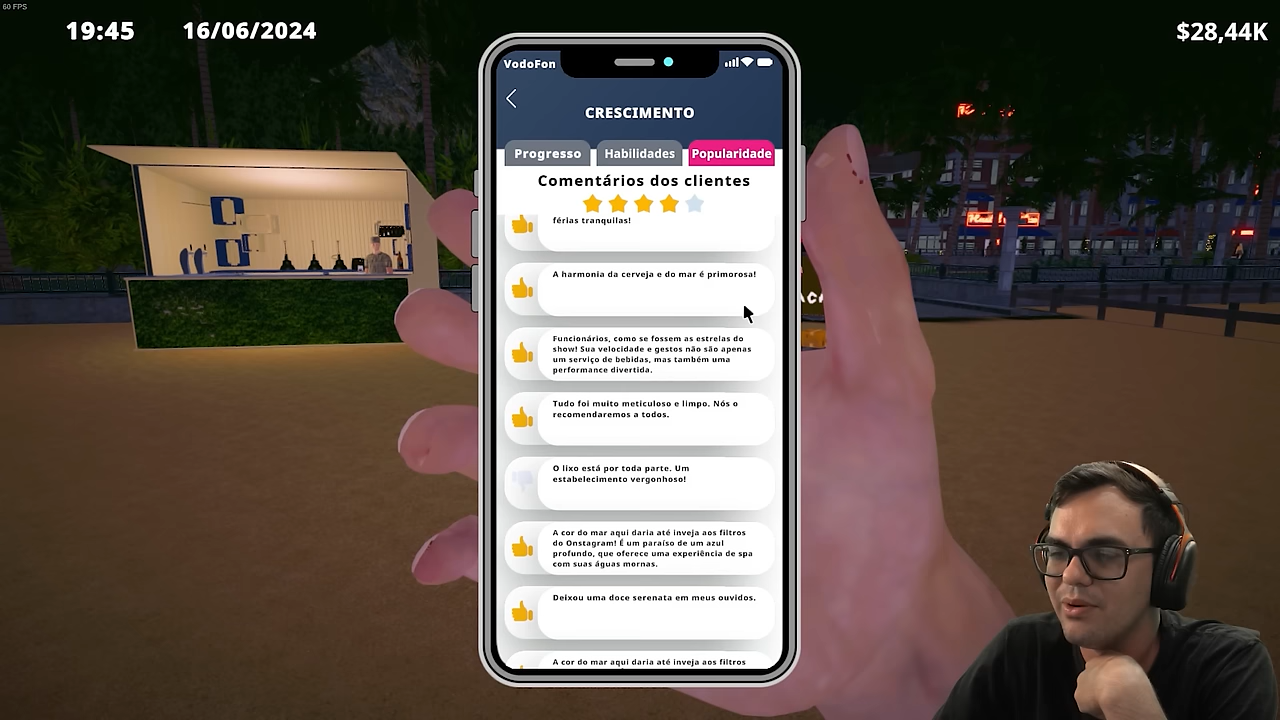 60 FPS
19:45 16/06/2024
$28,44K
VodoFon
CRESCIMENTO
Progresso Habilidades Popularidade
Comentários dos clientes
férias tranquilas!
A harmonia da cerveja e do mar é primorosa!
Funcionários, como se fossem as estrelas do
show! Sua velocidade e gestos não são apenas
um serviço de bebidas, mas também uma
performance divertida.
Tudo foi muito meticuloso e limpo. Nós o
recomendaremos a todos.
O lixo está por toda parte. Um
estabelecimento vergonhoso!
A cor do mar aqui daria até inveja aos filtros
do Onstagram! É um paraíso de um azul
profundo, que oferece uma experiência de spa
com suas águas mornas.
Deixou uma doce serenata em meus ouvidos.
A cor do mar aqui daria até inveja aos filtros